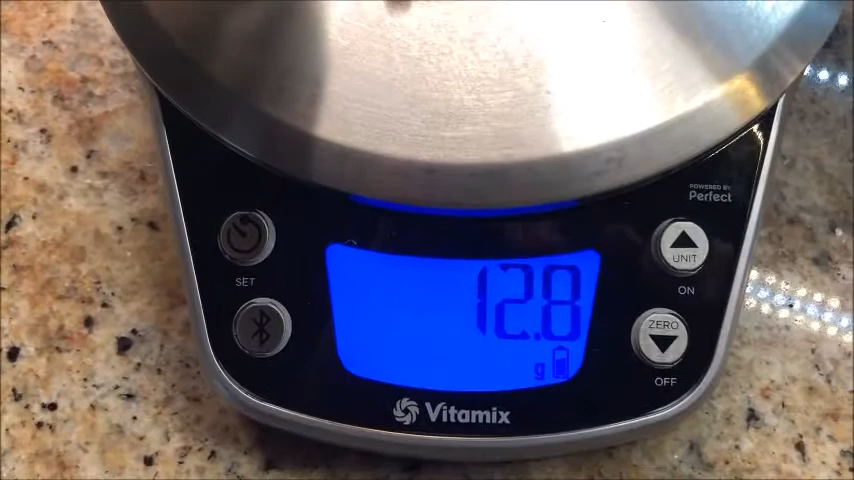 POWERED BY
Perfect
UNIT
SET
ON
12.8
ZERO
g
OFF
Vitamix